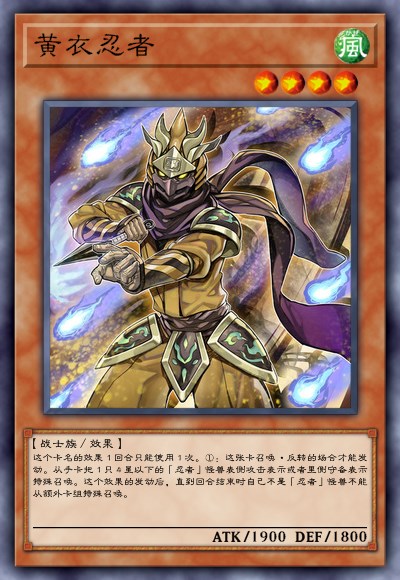 黄衣忍者
風
【战士族／效果】
这个卡名的效果1回合只能使用1次。①：这张卡召唤·反转的场合才能发
动。从手卡把1只4星以下的「忍者」怪兽表侧攻击表示或者里侧守备表示
特殊召唤。这个效果的发动后，直到回合结束时自己不是「忍者」怪兽不能
从额外卡组特殊召唤。
ATK/1900 DEF/1800